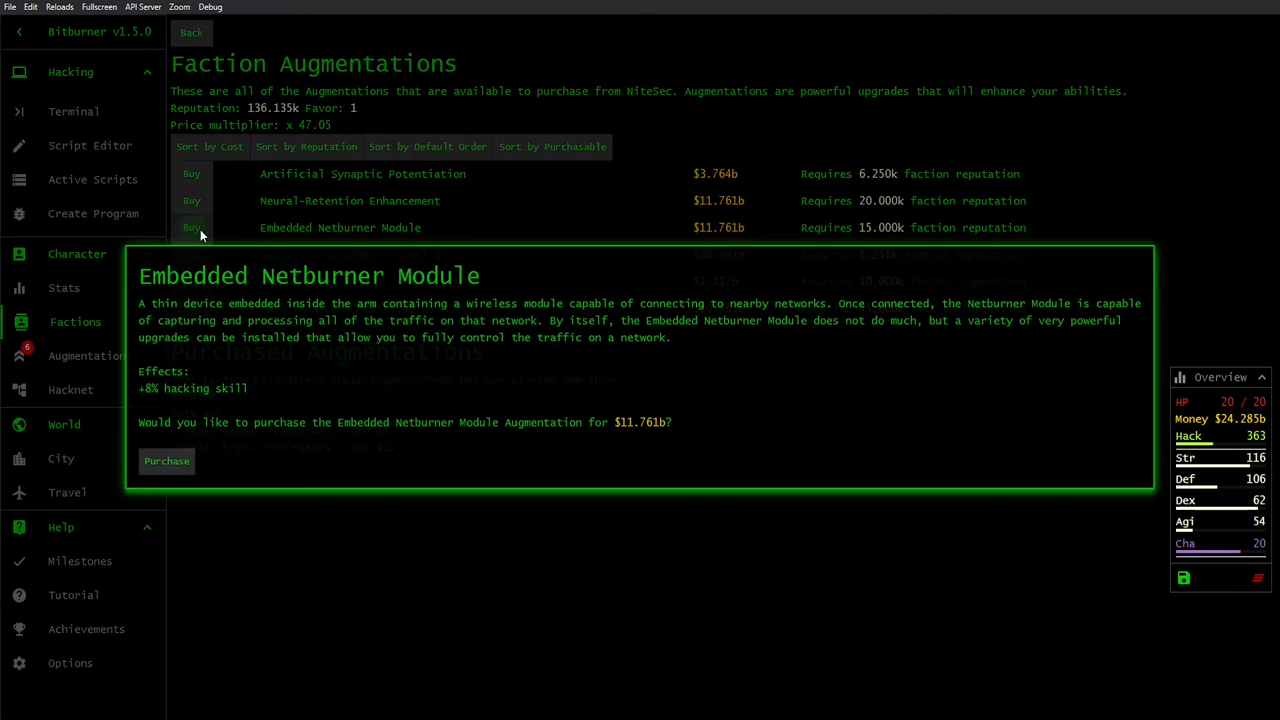 File Edit Reloads Fullscreen API Server Zoom Debug
Bitburner v1.5.0
Hacking
Terminal
Script Editor
Active Scripts
Create Program
Character
Stats
Factions
6
Augmentation
Hacknet
World
City
Travel
Help
Milestones
Tutorial
Achievements
Options
Back
Faction Augmentations
These are all of the Augmentations that are available to purchase from NiteSec. Augmentations are powerful upgrades that will enhance your abilities.
Reputation: 136.135k Favor: 1
Price multiplier: x 47.05
Sort by Cost Sort by Reputation Sort by Default Order Sort by Purchasable
Buy Artificial Synaptic Potentiation $3.764b Requires 6.250k faction reputation
Buy Neural-Retention Enhancement $11.761b Requires 20.000k faction reputation
Buy Embedded Netburner Module $11.761b Requires 15.000k faction reputation
Embedded Netburner Module
A thin device embedded inside the arm containing a wireless module capable of connecting to nearby networks. Once connected, the Netburner Module is capable
of capturing and processing all of the traffic on that network. By itself, the Embedded Netburner Module does not do much, but a variety of very powerful
upgrades can be installed that allow you to fully control the traffic on a network.
Purchased Augmentations
Effects:
+8% hacking skill
Would you like to purchase the Embedded Netburner Module Augmentation for $11.761b?
Purchase
Overview
HP 20 / 20
Money $24.285b
Hack 363
Str 116
Def 106
Dex 62
Agi 54
Cha 20